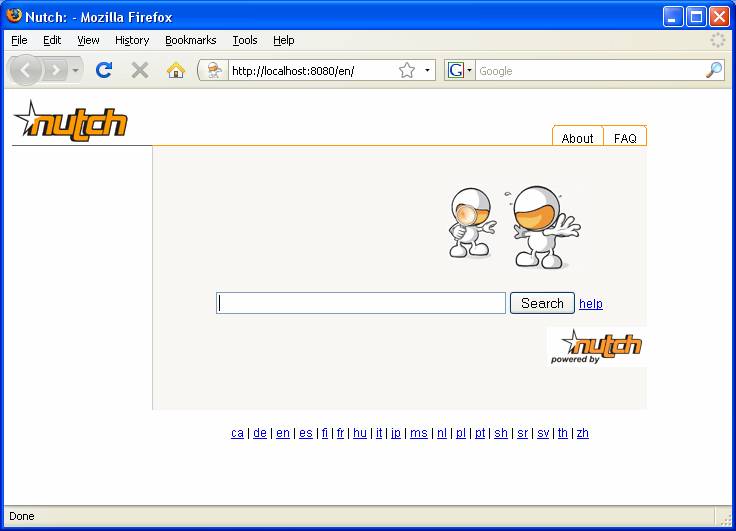 Nutch: - Mozilla Firefox
File Edit View History Bookmarks Tools Help
http://localhost:8080/en/ G Google
nutch
About FAQ
Search help
nutch
powered by
ca | de | en | es | fi | fr | hu | it | jp | ms | nl | pl | pt | sh | sr | sv | th | zh
Done